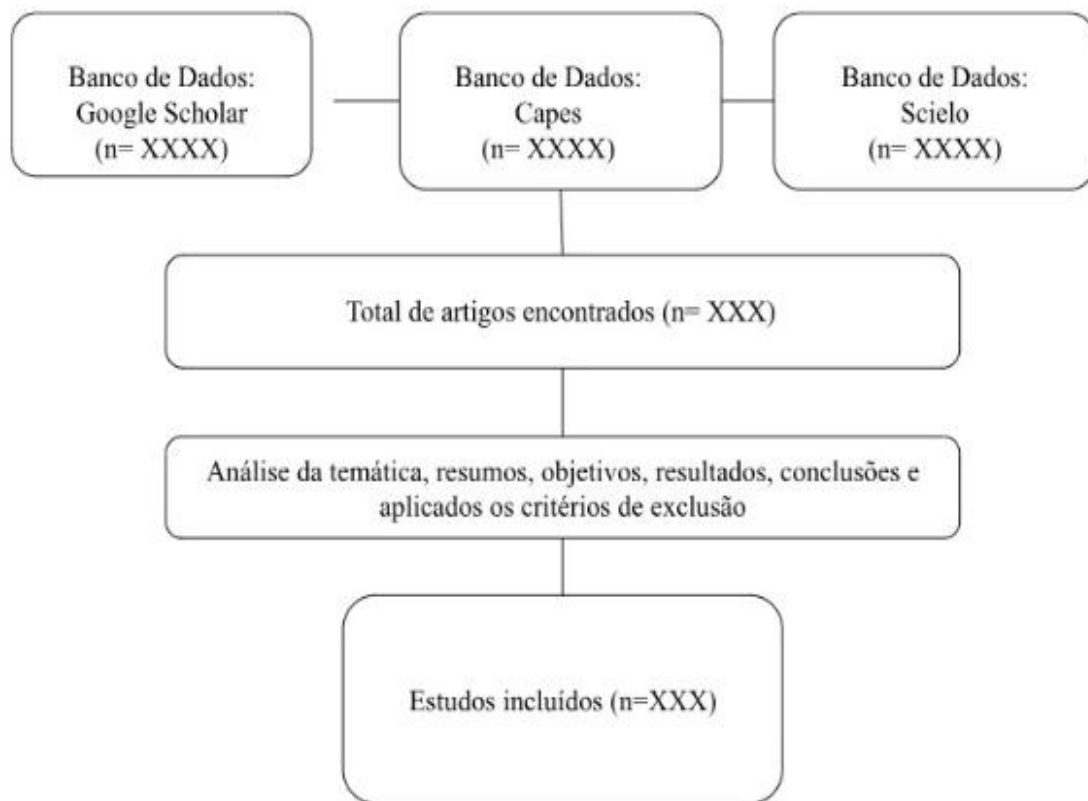 Banco de Dados:
Google Scholar
(n= XXXX)
Banco de Dados:
Capes
(n= XXXX)
Banco de Dados:
Scielo
(n= XXXX)
Total de artigos encontrados (n= XXX)
Análise da temática, resumos, objetivos, resultados, conclusões e
aplicados os critérios de exclusão
Estudos incluídos (n=XXX)